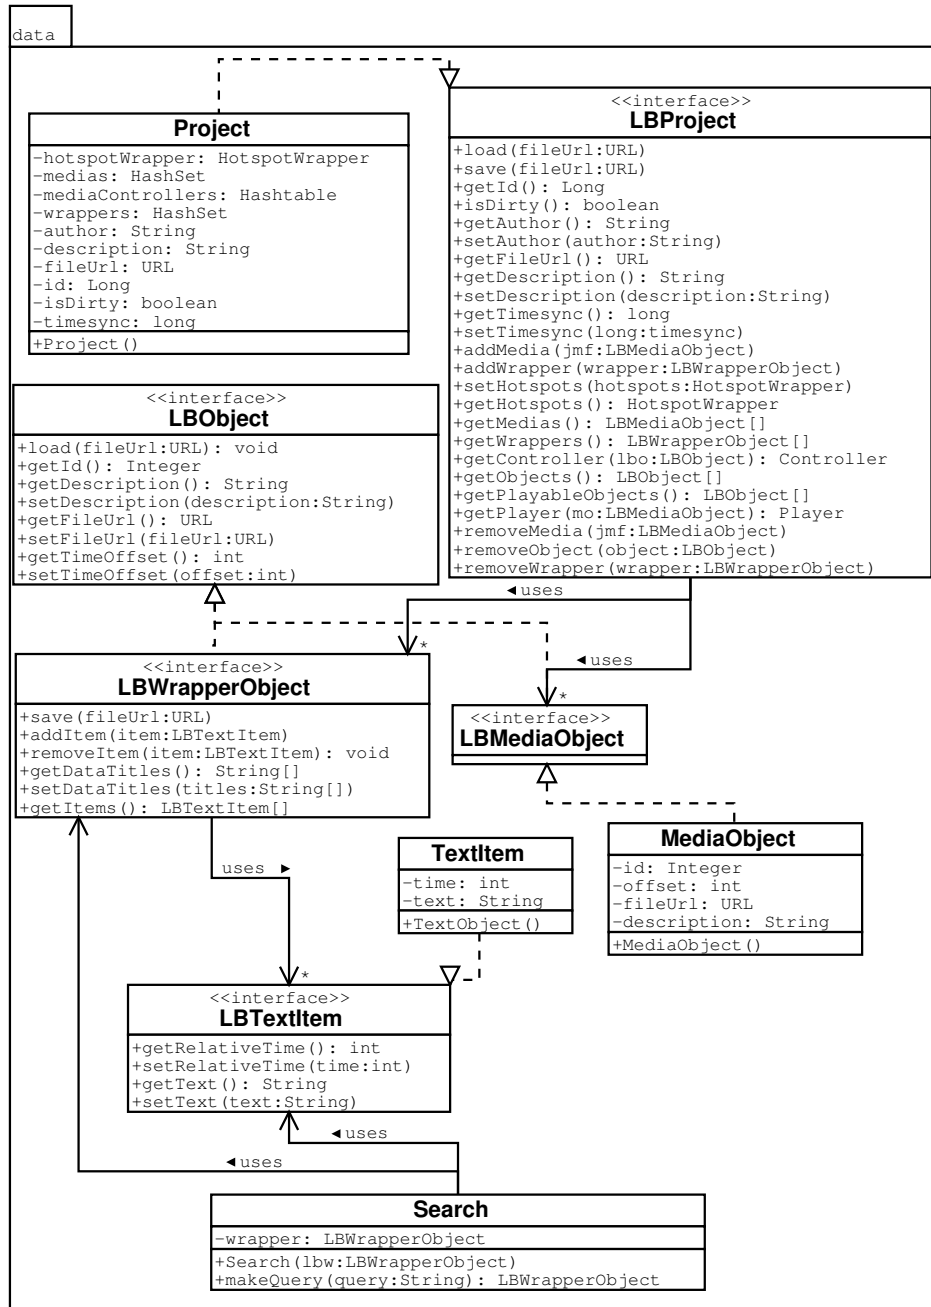 data
Project
-hotspotWrapper: HotspotWrapper
-medias: HashSet
-mediaControllers: Hashtable
-wrappers: HashSet
-author: String
-description: String
-fileUrl: URL
-id: Long
-isDirty: boolean
-timesync: long
+Project()
<<interface>>
LBProject
+load(fileUrl:URL)
+save(fileUrl:URL)
+getId(): Long
+isDirty(): boolean
+getAuthor(): String
+setAuthor(author:String)
+getFileUrl(): URL
+getDescription(): String
+setDescription(description:String)
+getTimesync(): long
+setTimesync(long:timesync)
+addMedia(jmf:LBMediaObject)
+addWrapper(wrapper:LBWrapperObject)
+setHotspots(hotspots:HotspotWrapper)
+getHotspots(): HotspotWrapper
+getMedias(): LBMediaObject[]
+getWrappers(): LBWrapperObject[]
+getController(lbo:LBObject): Controller
+getObjects(): LBObject[]
+getPlayableObjects(): LBObject[]
+getPlayer(mo:LBMediaObject): Player
+removeMedia(jmf:LBMediaObject)
+removeObject(object:LBObject)
+removeWrapper(wrapper:LBWrapperObject)
<<interface>>
LBObject
+load(fileUrl:URL): void
+getId(): Integer
+getDescription(): String
+setDescription(description:String)
+getFileUrl(): URL
+setFileUrl(fileUrl:URL)
+getTimeOffset(): int
+setTimeOffset(offset:int)
◄uses
*
◄uses
*
<<interface>>
LBWrapperObject
+save(fileUrl:URL)
+addItem(item:LBTextItem)
+removeItem(item:LBTextItem): void
+getDataTitles(): String[]
+setDataTitles(titles:String[])
+getItems(): LBTextItem[]
<<interface>>
LBMediaObject
MediaObject
-id: Integer
-offset: int
-fileUrl: URL
-description: String
+MediaObject()
TextItem
-time: int
-text: String
+TextObject()
uses ►
*
<<interface>>
LBTextItem
+getRelativeTime(): int
+setRelativeTime(time:int)
+getText(): String
+setText(text:String)
◄uses
◄uses
Search
-wrapper: LBWrapperObject
+Search(lbw:LBWrapperObject)
+makeQuery(query:String): LBWrapperObject